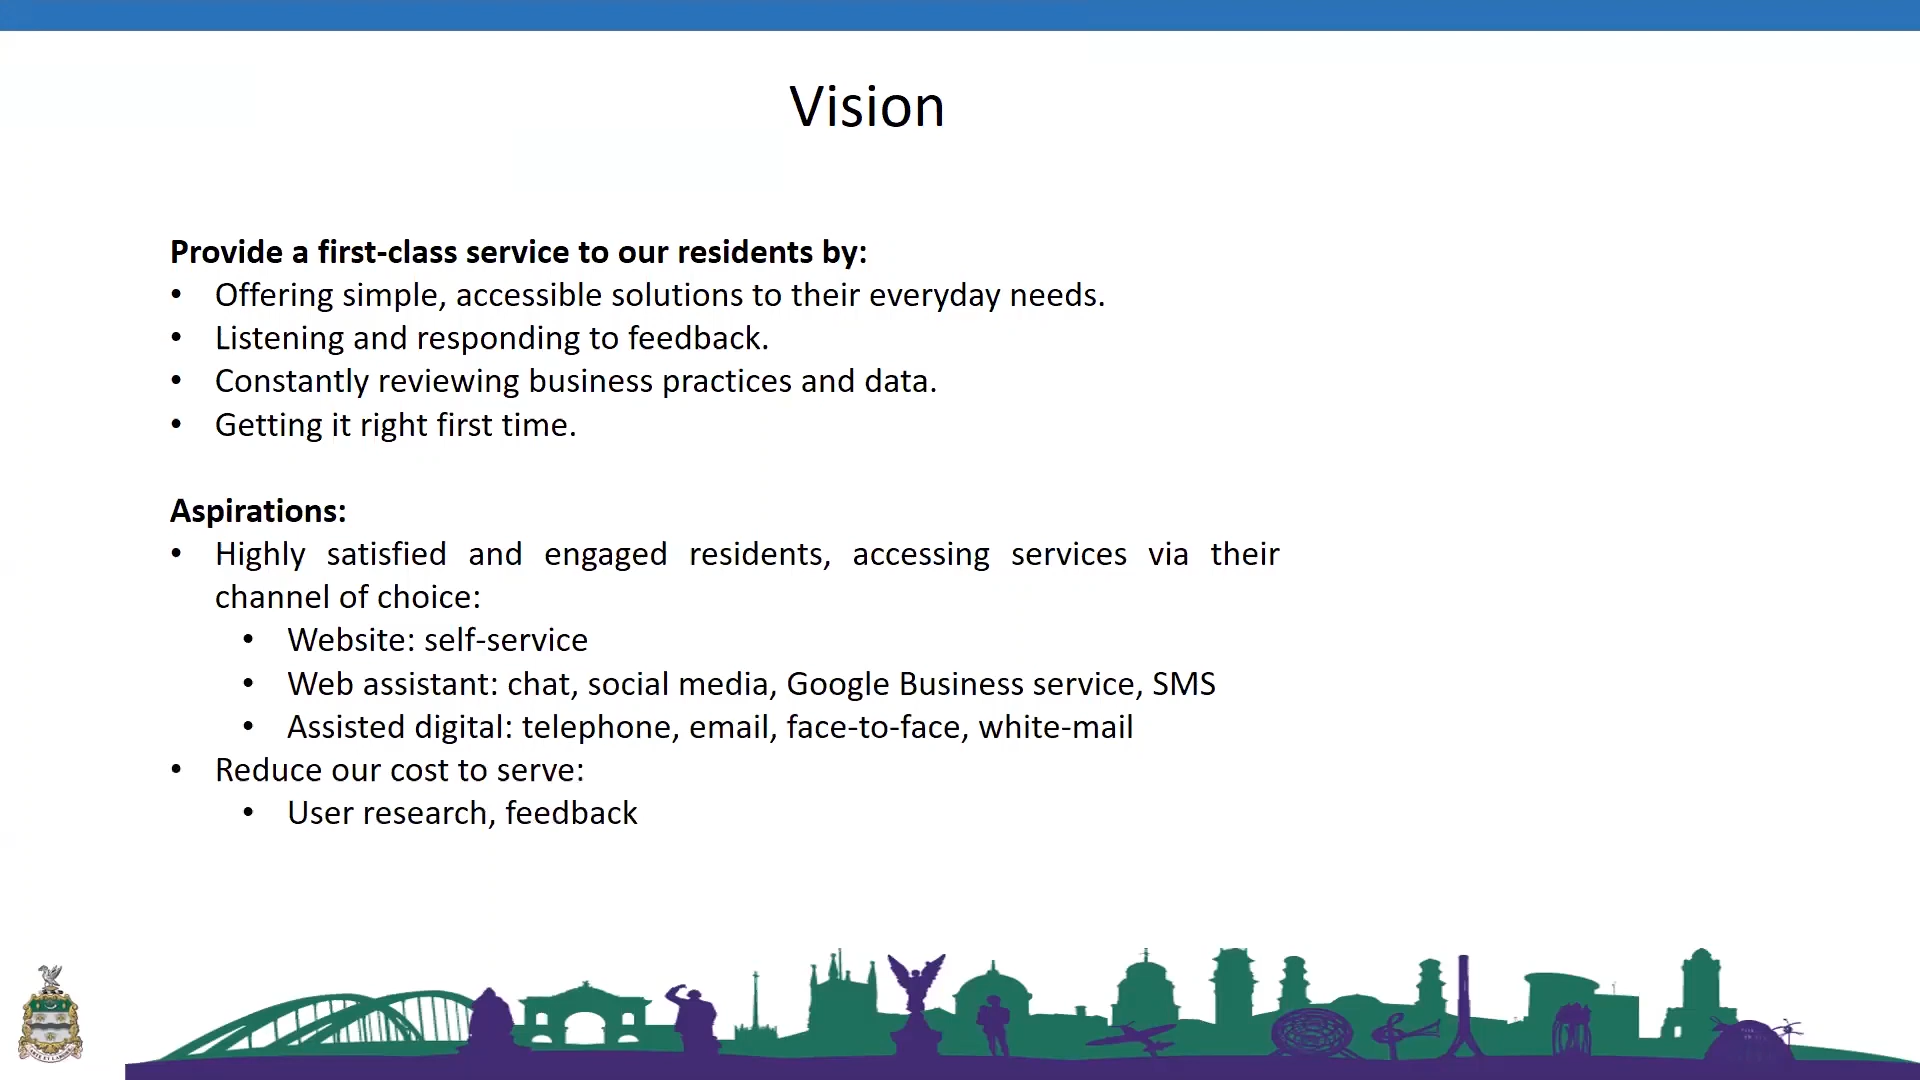 Vision
Provide a first-class service to our residents by:
• Offering simple, accessible solutions to their everyday needs.
• Listening and responding to feedback.
• Constantly reviewing business practices and data.
• Getting it right first time.
Aspirations:
• Highly satisfied and engaged residents, accessing services via their
channel of choice:
• Website: self-service
• Web assistant: chat, social media, Google Business service, SMS
• Assisted digital: telephone, email, face-to-face, white-mail
• Reduce our cost to serve:
• User research, feedback